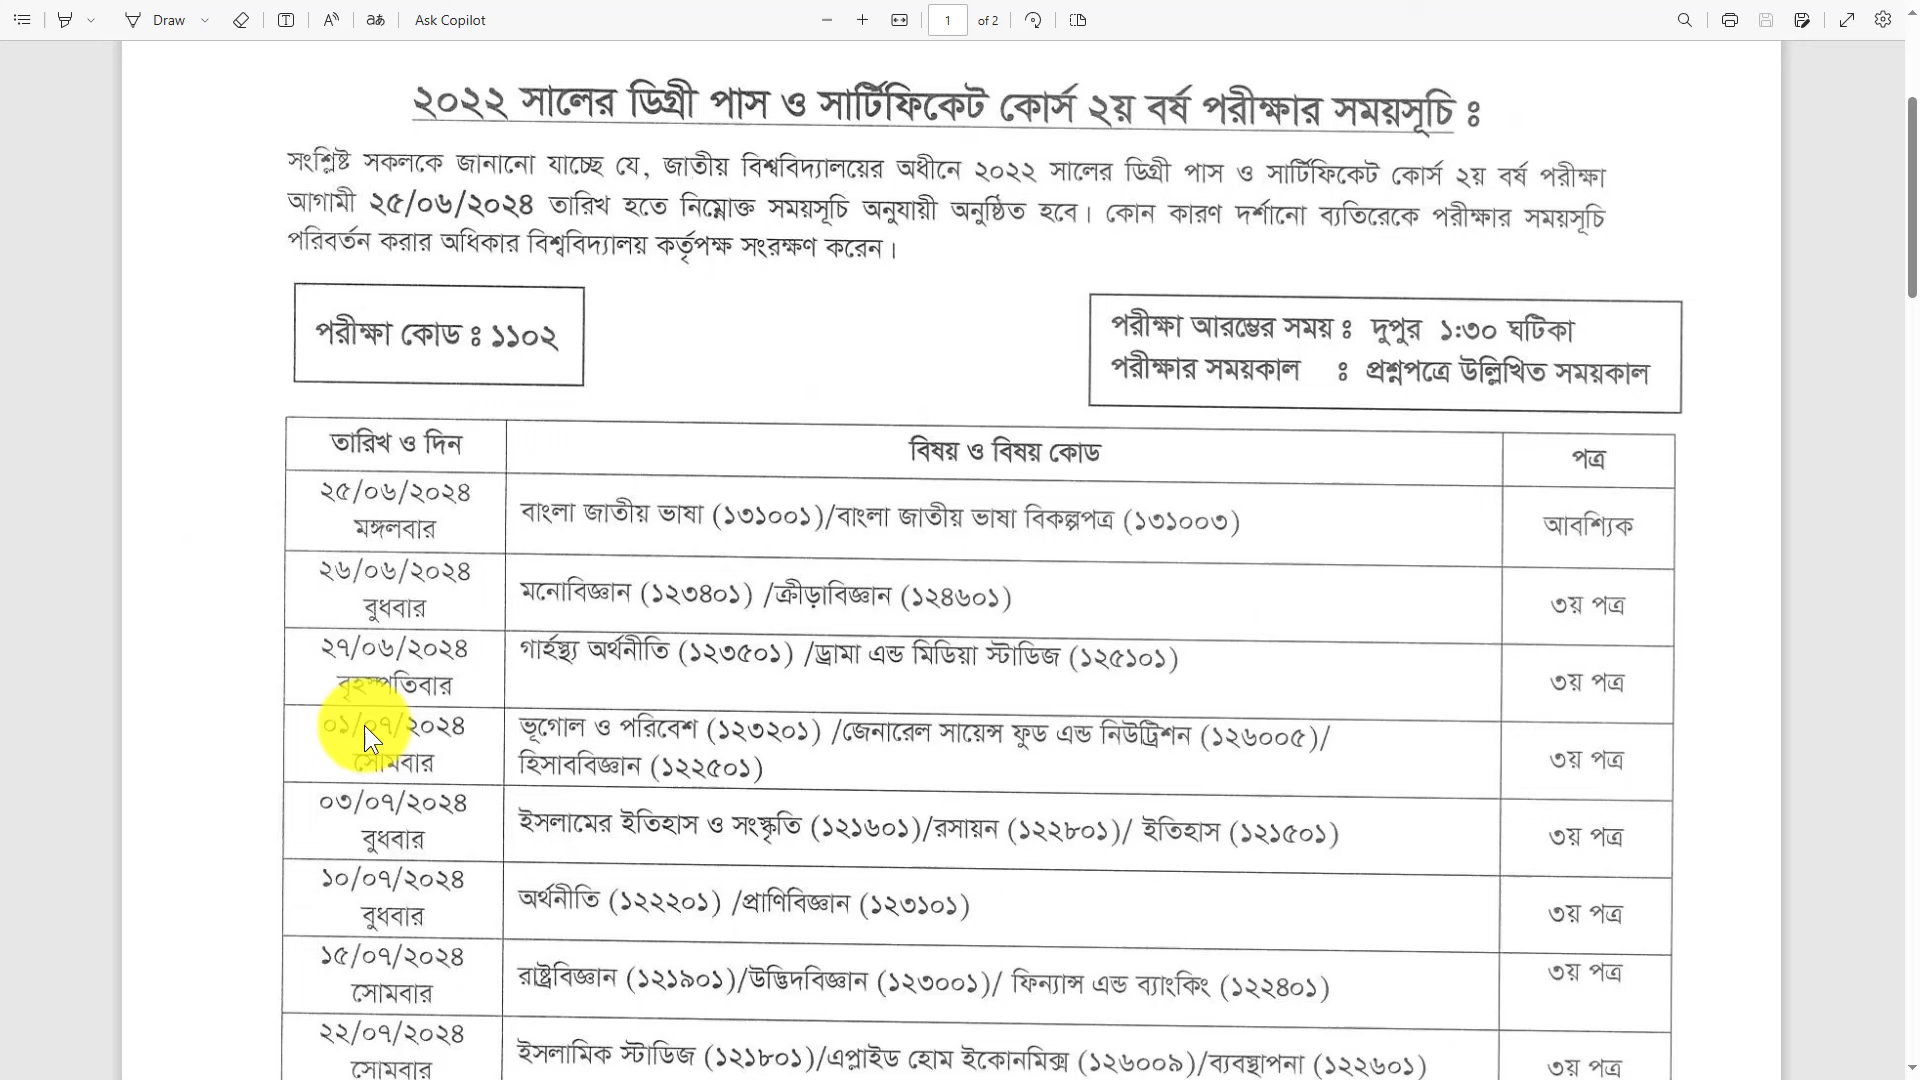 Draw
Ask Copilot
1 of 2
২০২২ সালের ডিগ্রী পাস ও সার্টিফিকেট কোর্স ২য় বর্ষ পরীক্ষার সময়সূচি ঃ
সংশ্লিষ্ট সকলকে জানানো যাচ্ছে যে, জাতীয় বিশ্ববিদ্যালয়ের অধীনে ২০২২ সালের ডিগ্রী পাস ও সার্টিফিকেট কোর্স ২য় বর্ষ পরীক্ষা
আগামী ২৫/০৬/২০২৪ তারিখ হতে নিম্নোক্ত সময়সূচি অনুযায়ী অনুষ্ঠিত হবে। কোন কারণ দর্শানো ব্যতিরেকে পরীক্ষার সময়সূচি
পরিবর্তন করার অধিকার বিশ্ববিদ্যালয় কর্তৃপক্ষ সংরক্ষণ করেন।
পরীক্ষা কোড ঃ ১১০২
পরীক্ষা আরম্ভের সময় ঃ দুপুর ১:৩০ ঘটিকা
পরীক্ষার সময়কাল ঃ প্রশ্নপত্রে উল্লিখিত সময়কাল
তারিখ ও দিন
বিষয় ও বিষয় কোড
পত্র
২৫/০৬/২০২৪
মঙ্গলবার
বাংলা জাতীয় ভাষা (১৩১০০১)/বাংলা জাতীয় ভাষা বিকল্পপত্র (১৩১০০৩)
আবশ্যিক
২৬/০৬/২০২৪
বুধবার
মনোবিজ্ঞান (১২৩৪০১) /ক্রীড়াবিজ্ঞান (১২৪৬০১)
৩য় পত্র
২৭/০৬/২০২৪
বৃহস্পতিবার
গার্হস্থ্য অর্থনীতি (১২৩৫০১) /ড্রামা এন্ড মিডিয়া স্টাডিজ (১২৫১০১)
৩য় পত্র
০১/০৭/২০২৪
সোমবার
ভূগোল ও পরিবেশ (১২৩২০১) /জেনারেল সায়েন্স ফুড এন্ড নিউট্রিশন (১২৬০০৫)/
হিসাববিজ্ঞান (১২২৫০১)
৩য় পত্র
০৩/০৭/২০২৪
বুধবার
ইসলামের ইতিহাস ও সংস্কৃতি (১২১৬০১)/রসায়ন (১২২৮০১)/ ইতিহাস (১২১৫০১)
৩য় পত্র
১০/০৭/২০২৪
বুধবার
অর্থনীতি (১২২২০১) /প্রাণিবিজ্ঞান (১২৩১০১)
৩য় পত্র
১৫/০৭/২০২৪
সোমবার
রাষ্ট্রবিজ্ঞান (১২১৯০১)/উদ্ভিদবিজ্ঞান (১২৩০০১)/ ফিন্যান্স এন্ড ব্যাংকিং (১২২৪০১)
৩য় পত্র
২২/০৭/২০২৪
সোমবার
ইসলামিক স্টাডিজ (১২১৮০১)/এপ্লাইড হোম ইকোনমিক্স (১২৬০০৯)/ব্যবস্থাপনা (১২২৬০১)
৩য় পত্র